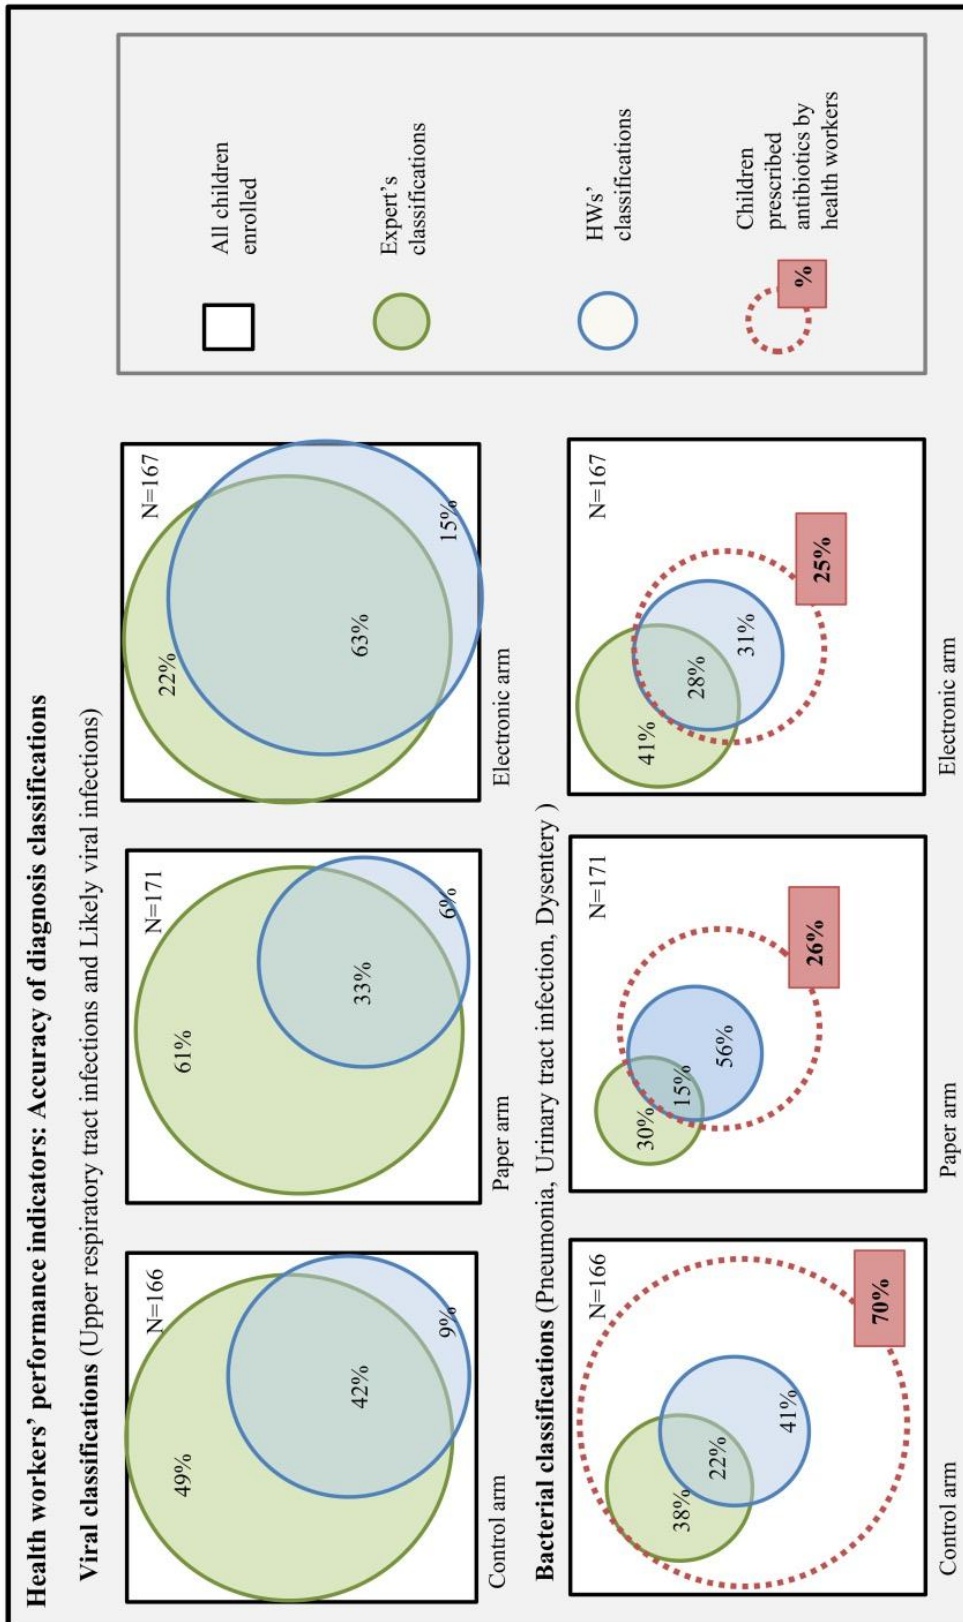 Health workers' performance indicators: Accuracy of diagnosis classifications
Viral classifications (Upper respiratory tract infections and Likely viral infections)
N=166
49%
42%
9%
Control arm
N=171
61%
33%
6%
Paper arm
N=167
22%
63%
15%
Electronic arm
Bacterial classifications (Pneumonia, Urinary tract infection, Dysentery )
N=166
38%
22%
41%
70%
Control arm
N=171
30%
15%
56%
26%
Paper arm
N=167
41%
28%
31%
25%
Electronic arm
All children
enrolled
Expert's
classifications
HWs'
classifications
%
Children
prescribed
antibiotics by
health workers